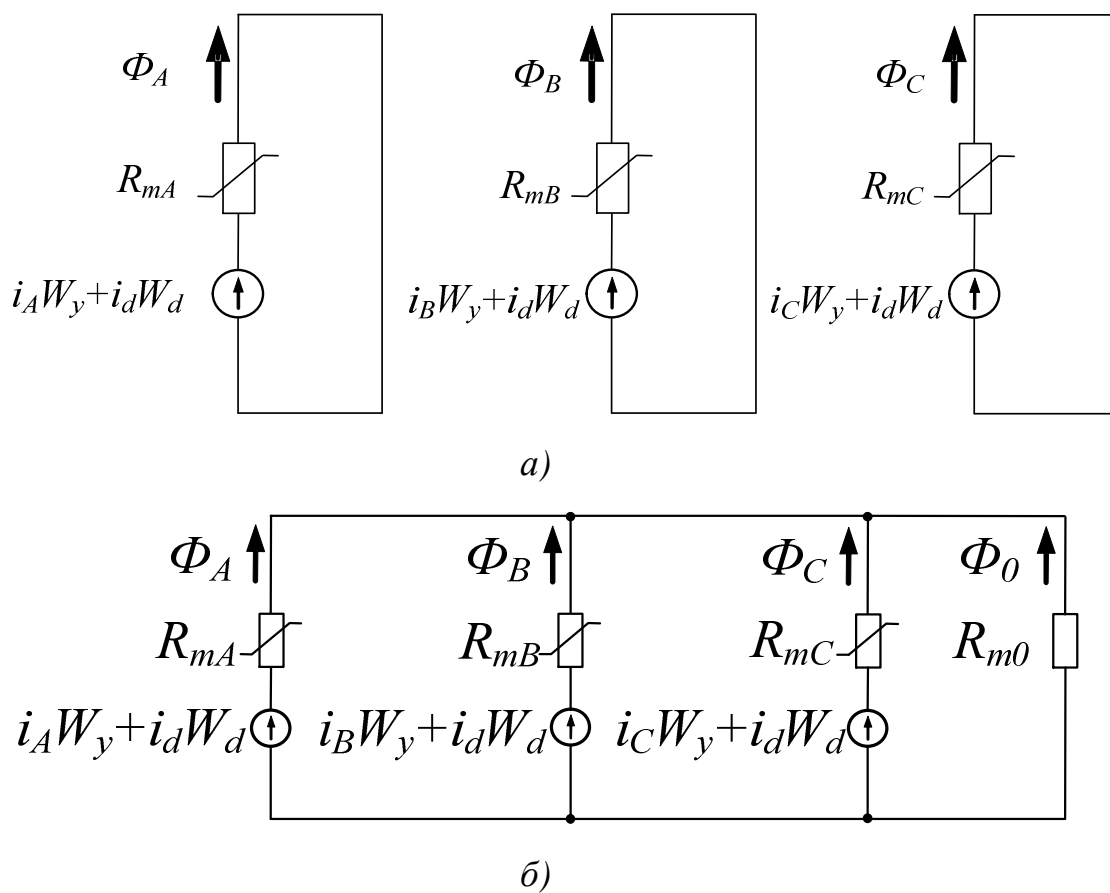 Φ_A Φ_B Φ_C
R_mA R_mB R_mC
i_A W_y + i_d W_d i_B W_y + i_d W_d i_C W_y + i_d W_d
а)
Φ_A Φ_B Φ_C Φ_0
R_mA R_mB R_mC R_m0
i_A W_y + i_d W_d i_B W_y + i_d W_d i_C W_y + i_d W_d
б)